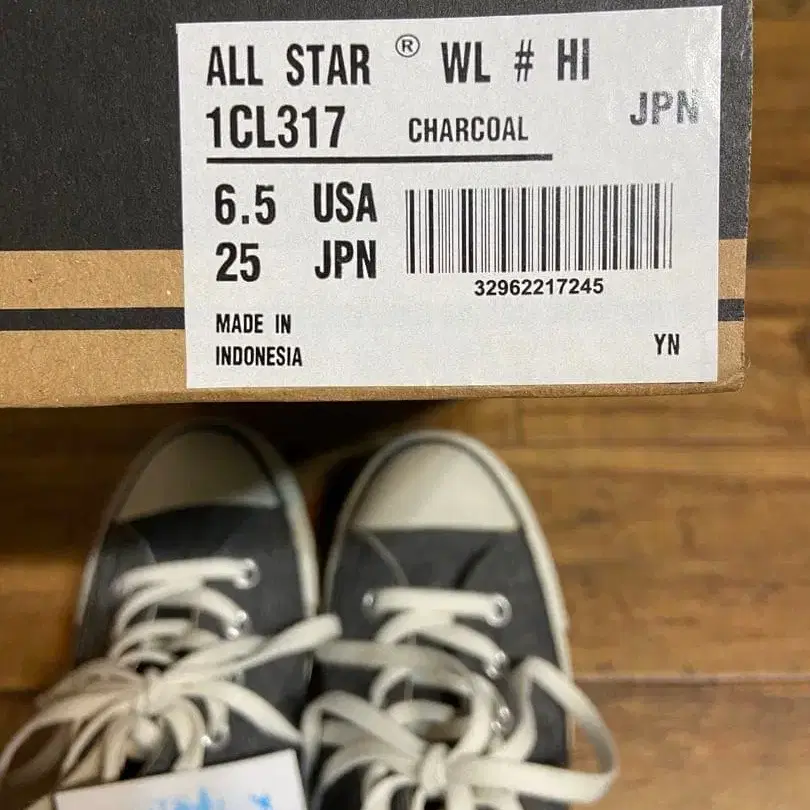 ALL STAR ® WL # HI
1CL317 CHARCOAL JPN
6.5 USA
25 JPN
32962217245
MADE IN
INDONESIA
YN